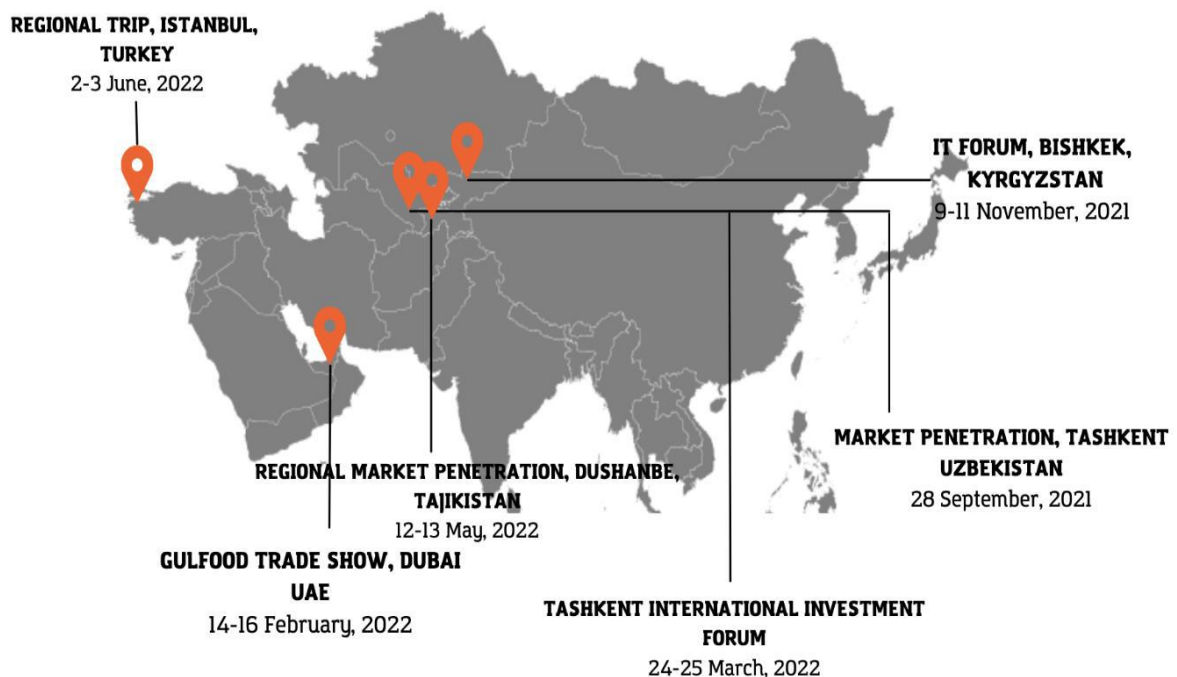 REGIONAL TRIP, ISTANBUL,
TURKEY
2-3 June, 2022
IT FORUM, BISHKEK,
KYRGYZSTAN
9-11 November, 2021
MARKET PENETRATION, TASHKENT
UZBEKISTAN
28 September, 2021
REGIONAL MARKET PENETRATION, DUSHANBE,
TAJIKISTAN
12-13 May, 2022
GULFOOD TRADE SHOW, DUBAI
UAE
14-16 February, 2022
TASHKENT INTERNATIONAL INVESTMENT
FORUM
24-25 March, 2022